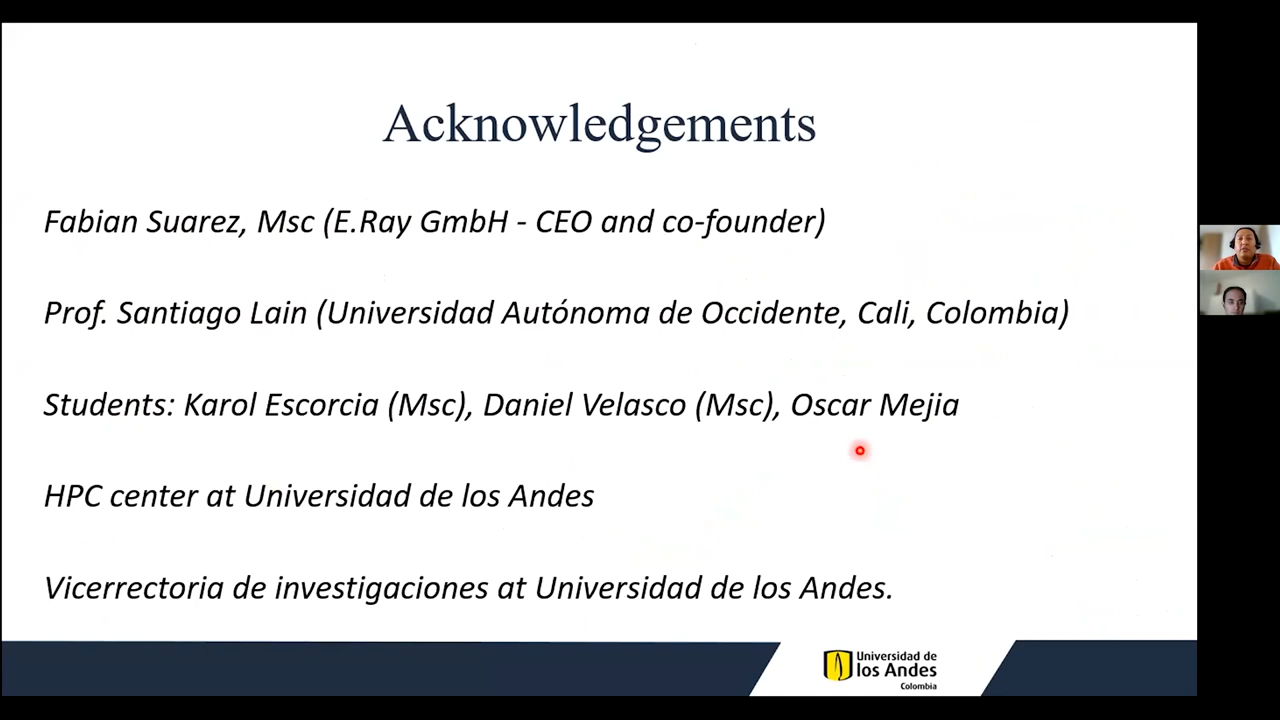 Acknowledgements
Fabian Suarez, Msc (E.Ray GmbH - CEO and co-founder)
Prof. Santiago Lain (Universidad Autónoma de Occidente, Cali, Colombia)
Students: Karol Escorcia (Msc), Daniel Velasco (Msc), Oscar Mejia
HPC center at Universidad de los Andes
Vicerrectoria de investigaciones at Universidad de los Andes.
Universidad de
los Andes
Colombia